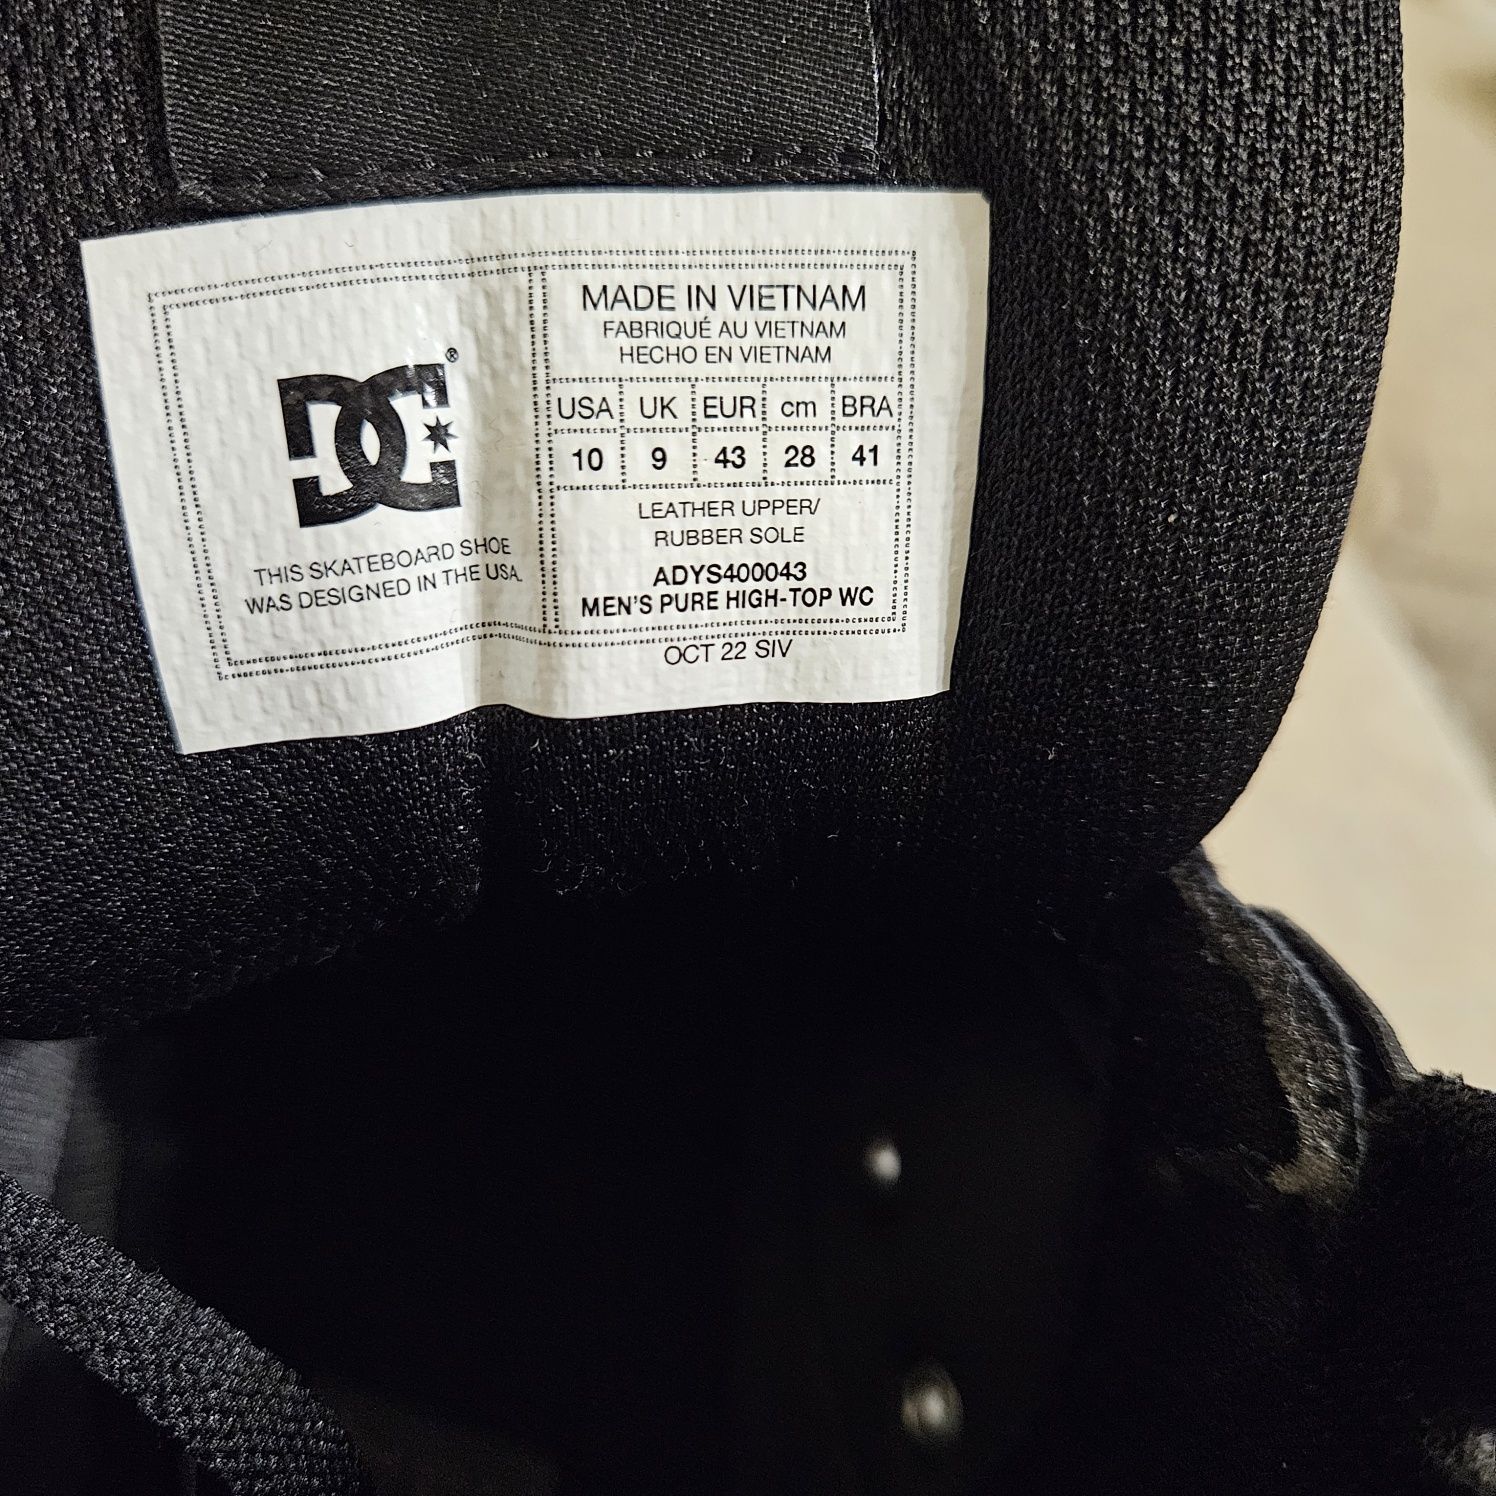 DC®
THIS SKATEBOARD SHOE
WAS DESIGNED IN THE USA.
MADE IN VIETNAM
FABRIQUÉ AU VIETNAM
HECHO EN VIETNAM
USA UK EUR cm BRA
10 9 43 28 41
LEATHER UPPER/
RUBBER SOLE
ADYS400043
MEN'S PURE HIGH-TOP WC
OCT 22 SIV